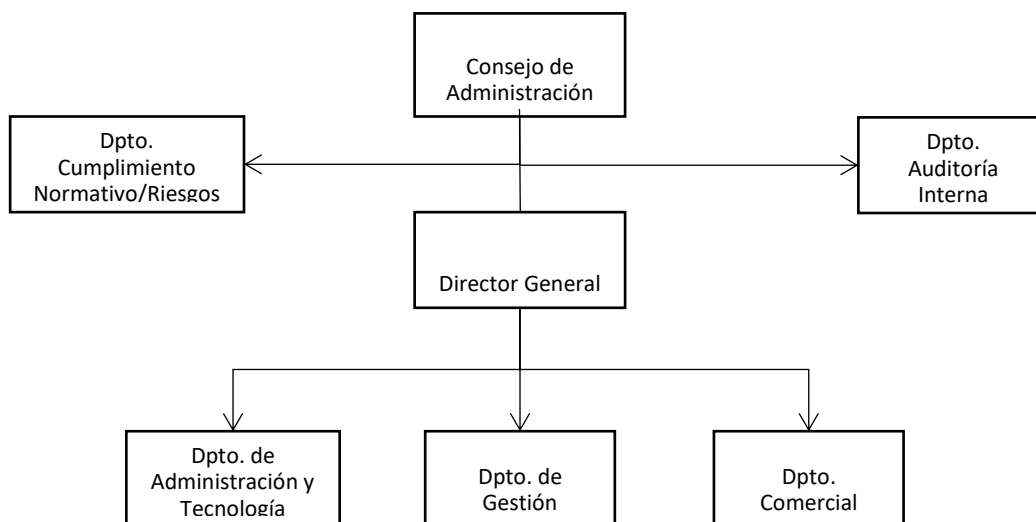 Consejo de
Administración
Dpto.
Cumplimiento
Normativo/Riesgos
Dpto.
Auditoría
Interna
Director General
Dpto. de
Administración y
Tecnología
Dpto. de
Gestión
Dpto.
Comercial